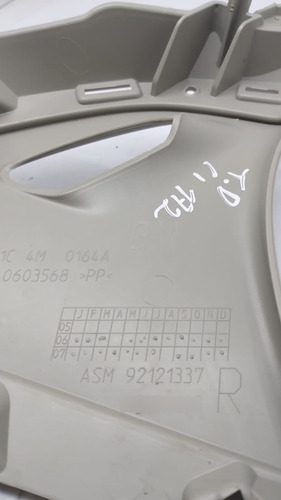 1C 4M 0164A
0603568 >PP<
J F M A M J J A S O N D
05
06
07
ASM 92121337 R